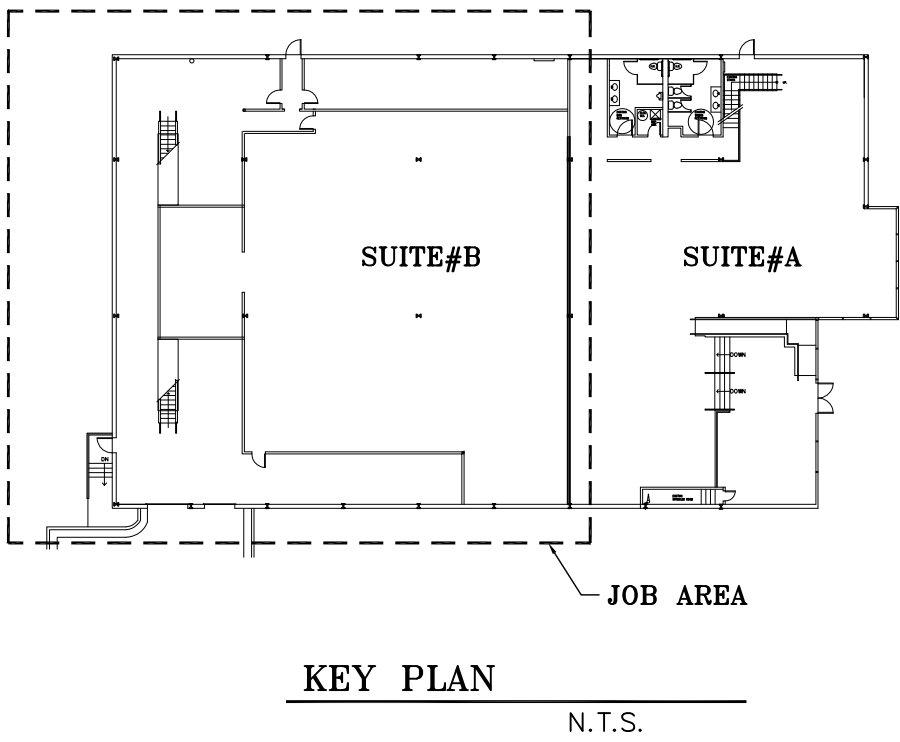 SUITE#B
SUITE#A
DOWN
DOWN
DN
JOB AREA
KEY PLAN
N.T.S.